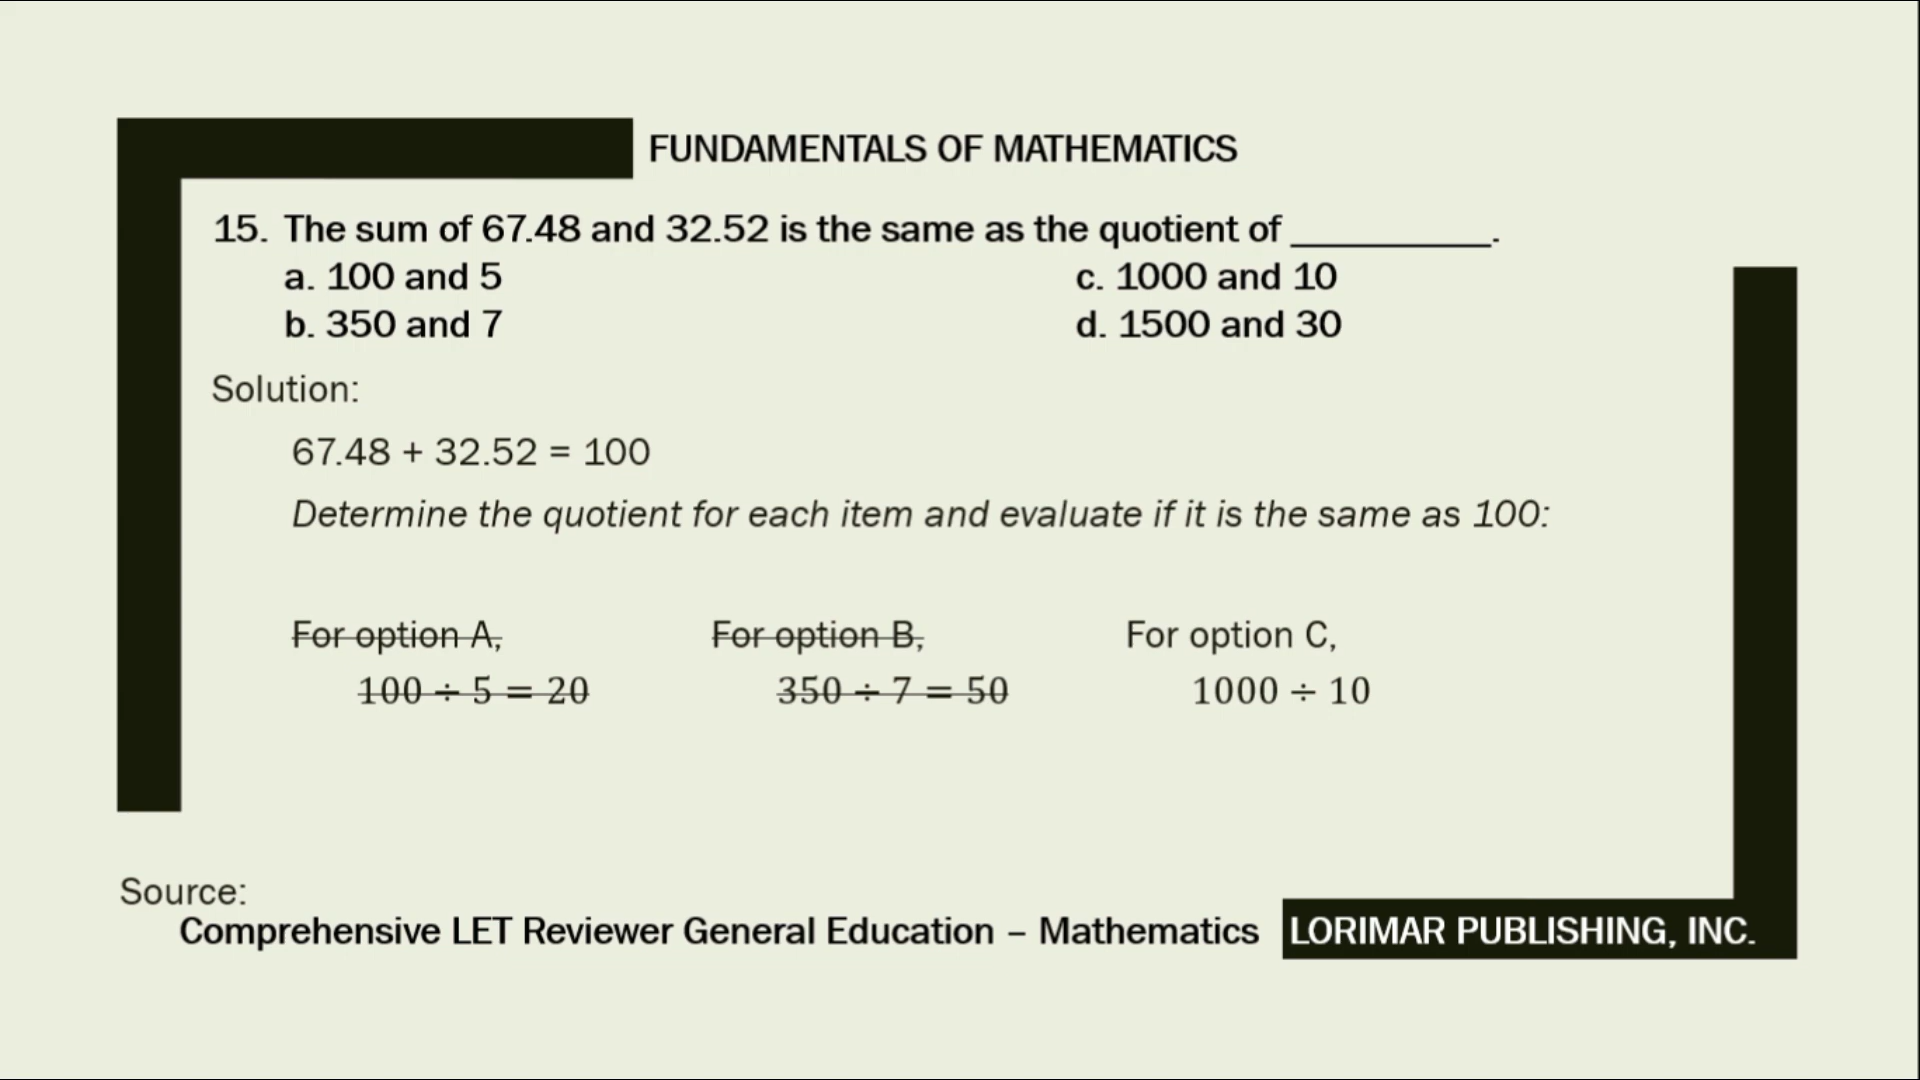 FUNDAMENTALS OF MATHEMATICS
15. The sum of 67.48 and 32.52 is the same as the quotient of __________.
a. 100 and 5 c. 1000 and 10
b. 350 and 7 d. 1500 and 30
Solution:
67.48 + 32.52 = 100
Determine the quotient for each item and evaluate if it is the same as 100:
For option A, For option B, For option C,
100 ÷ 5 = 20 350 ÷ 7 = 50 1000 ÷ 10
Source:
Comprehensive LET Reviewer General Education – Mathematics LORIMAR PUBLISHING, INC.